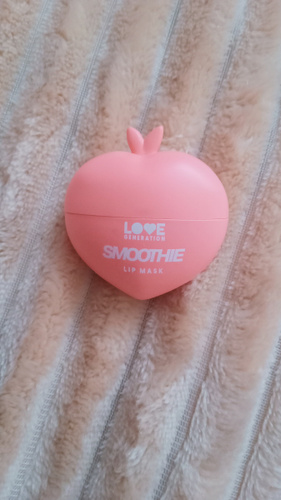 LOVE
GENERATION
SMOOTHIE
LIP MASK